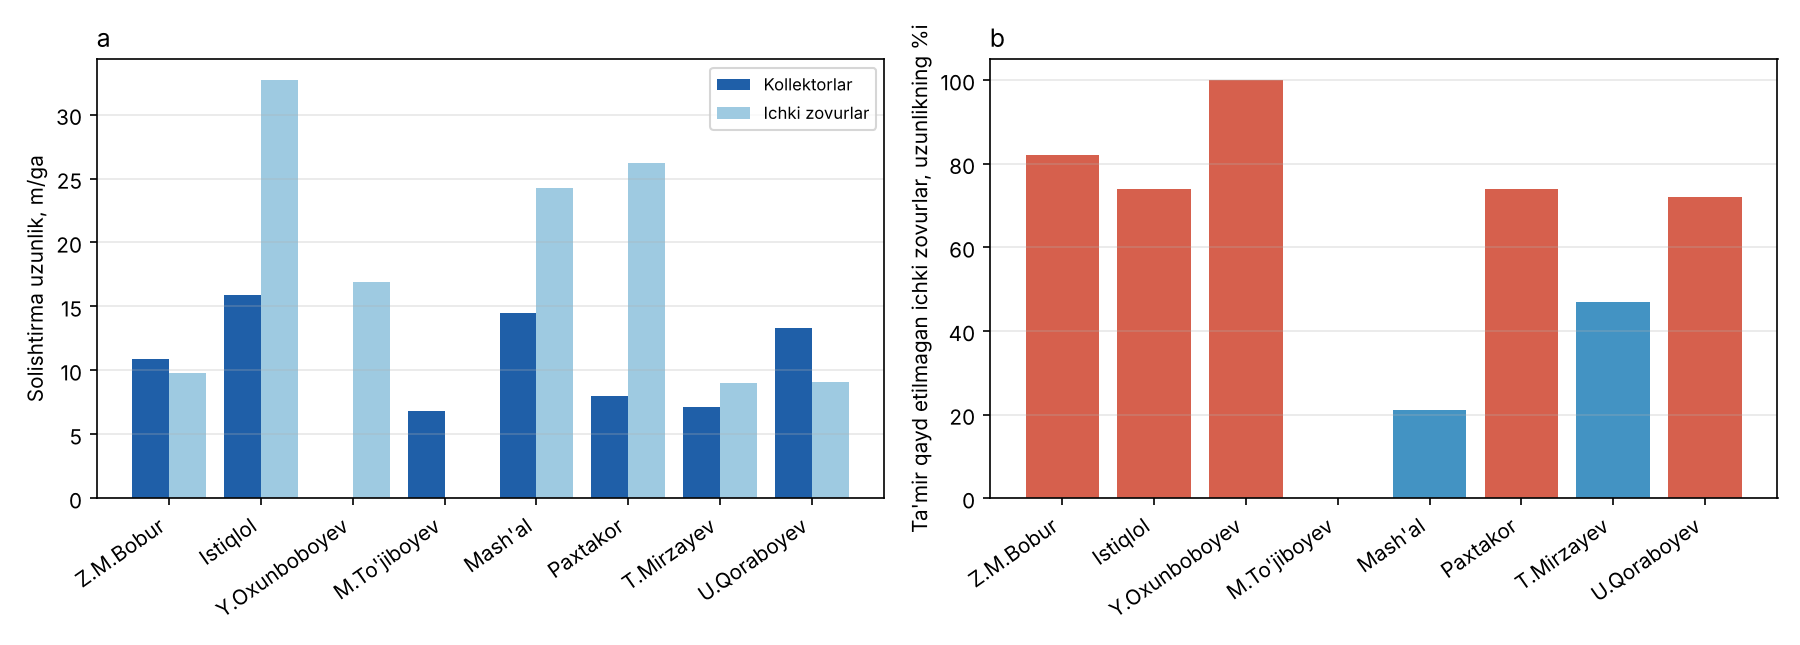 a
Solishtirma uzunlik, m/ga
30
25
20
15
10
5
0
Kollektorlar
Ichki zovurlar
Z.M.Bobur
Istiqlol
Y.Oxunboboyev
M.To'jiboyev
Mash'al
Paxtakor
T.Mirzayev
U.Qoraboyev
b
Ta'mir qayd etilmagan ichki zovurlar, uzunlikning %i
100
80
60
40
20
0
Z.M.Bobur
Istiqlol
Y.Oxunboboyev
M.To'jiboyev
Mash'al
Paxtakor
T.Mirzayev
U.Qoraboyev